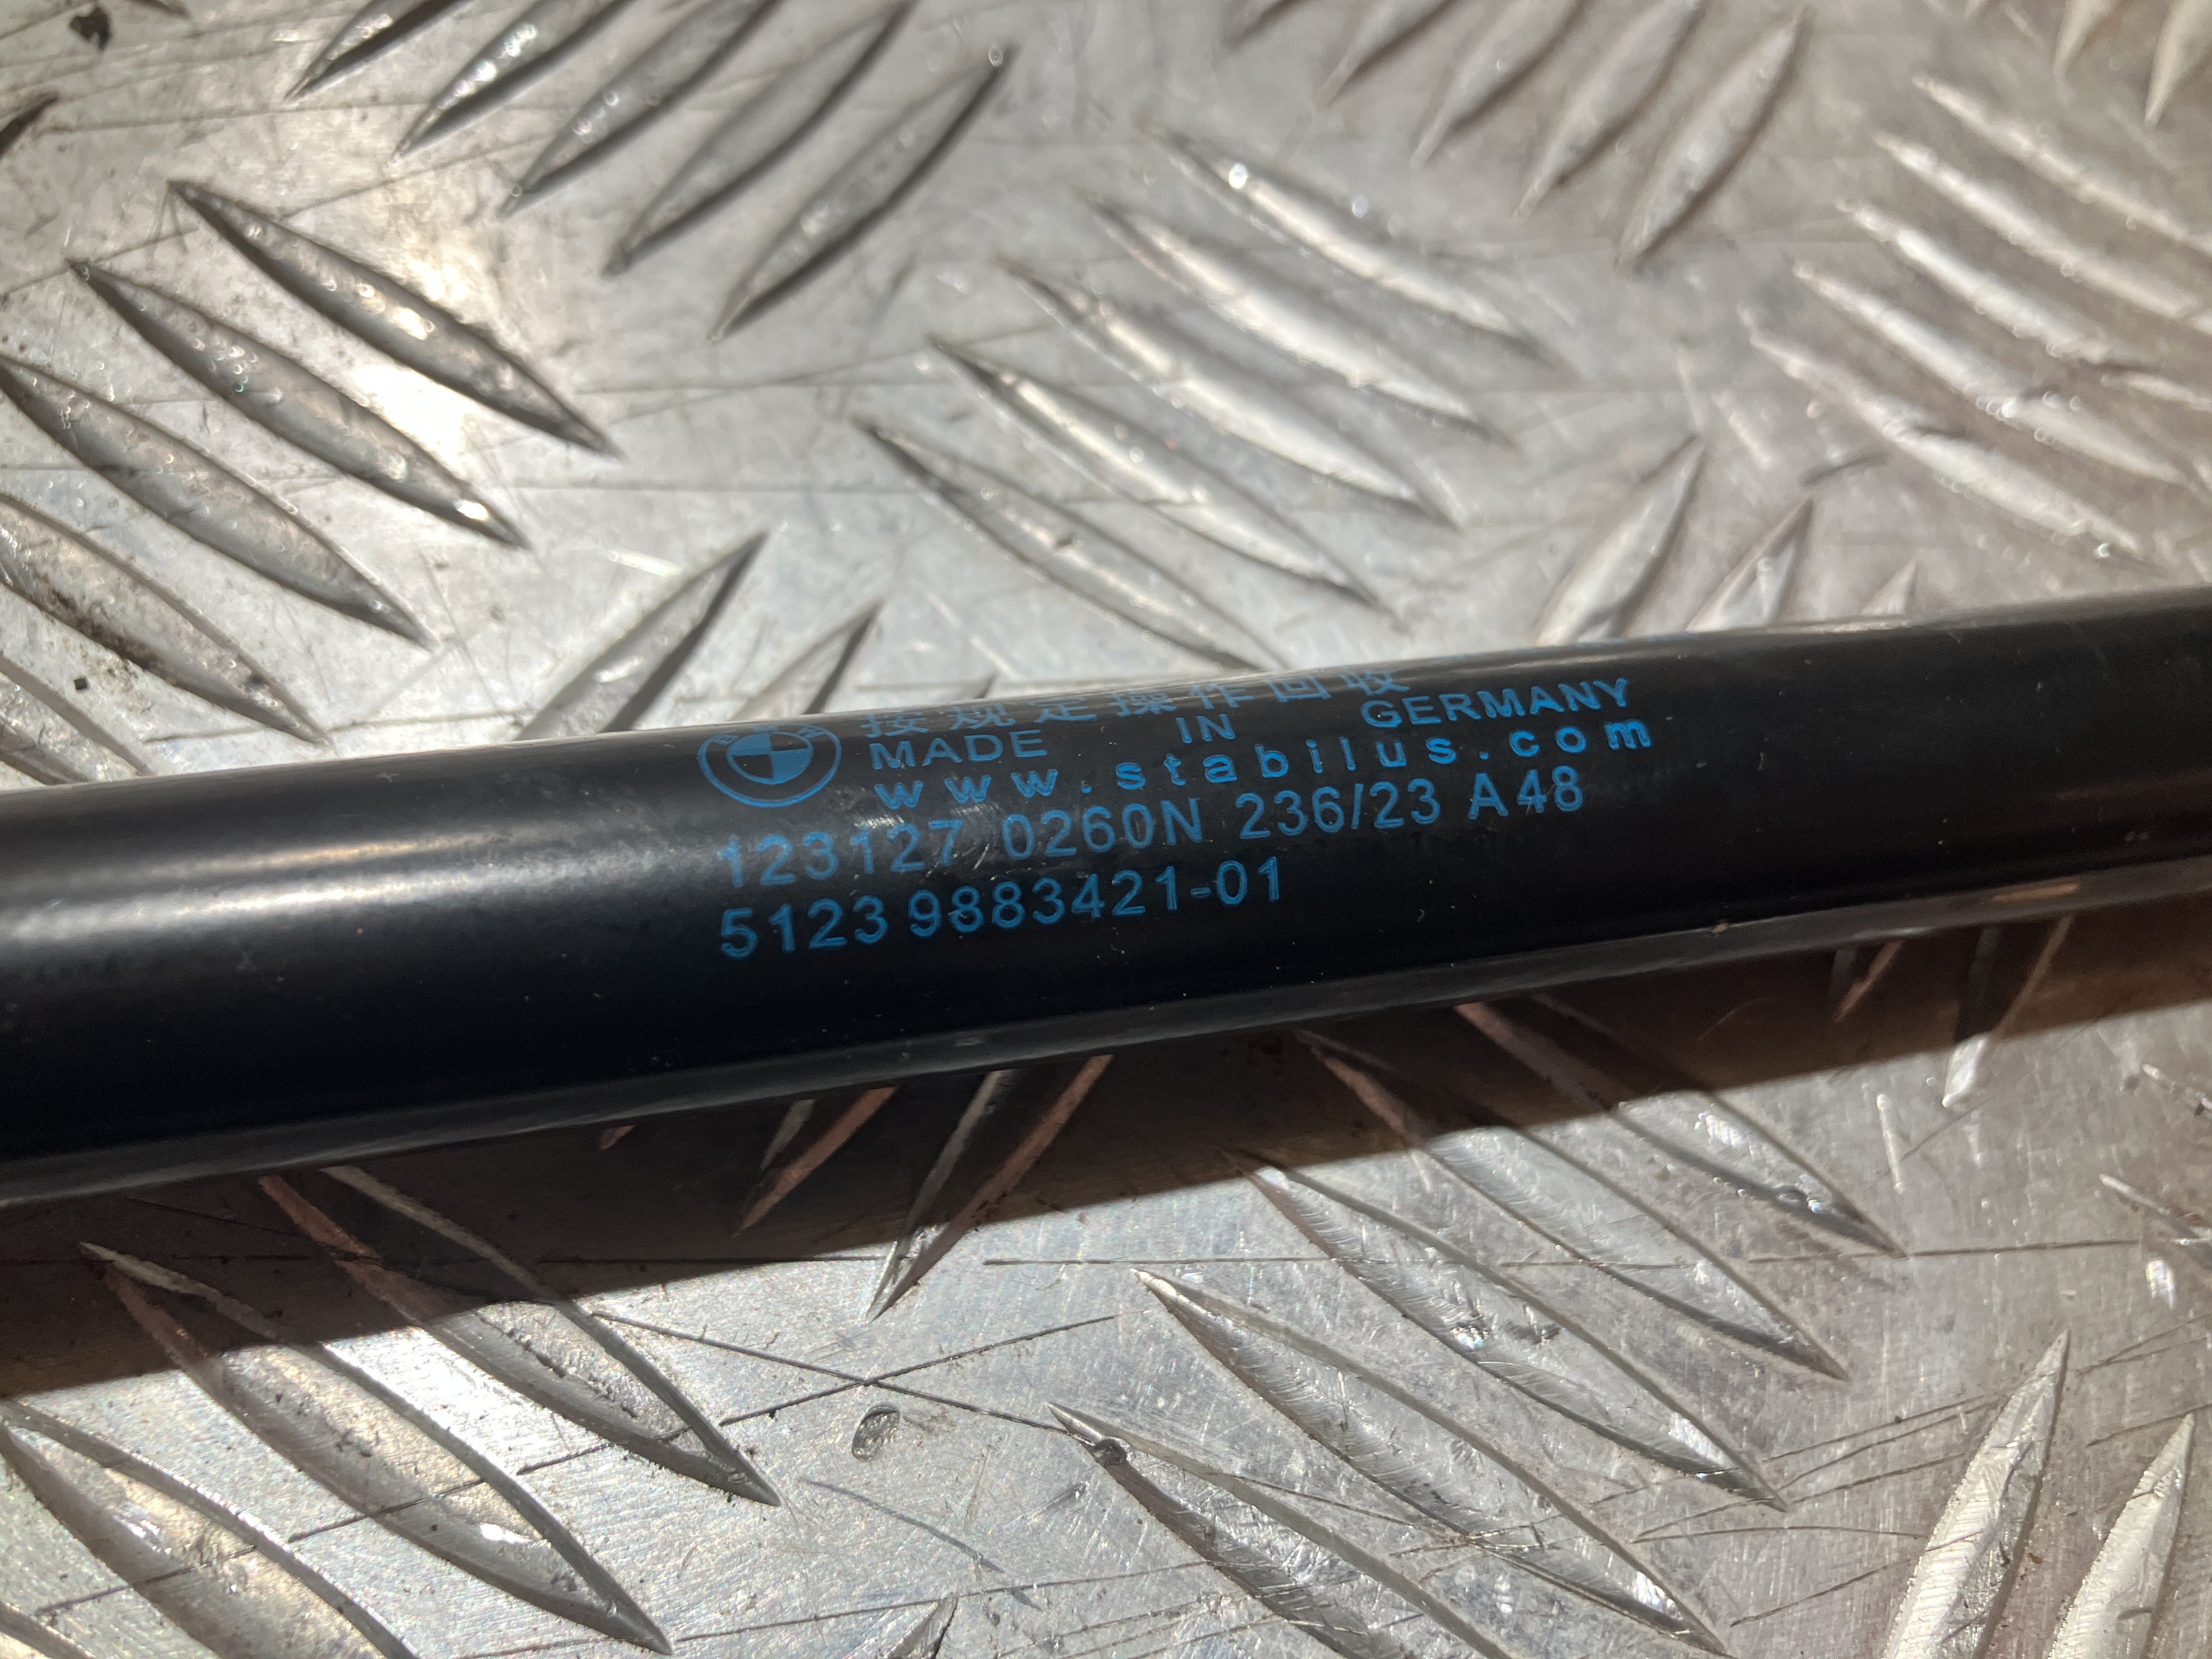 按规定操作回收
BMW
MADE IN GERMANY
www.stabilus.com
123127 0260N 236/23 A48
5123 9883421-01